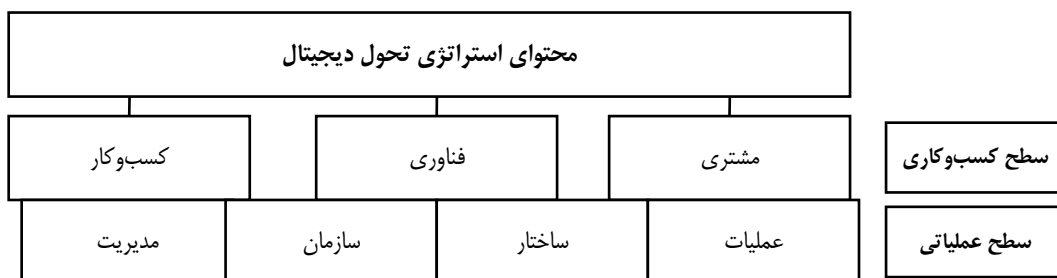 محتوای استراتژی تحول دیجیتال
سطح کسب‌وکاری
مشتری
فناوری
کسب‌وکار
سطح عملیاتی
عملیات
ساختار
سازمان
مدیریت